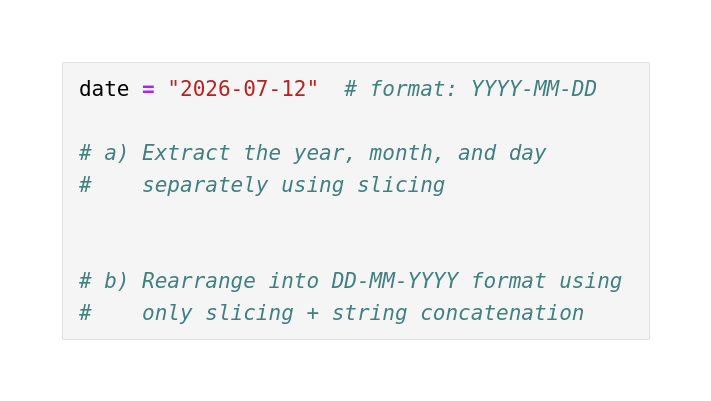 date = "2026-07-12"  # format: YYYY-MM-DD
# a) Extract the year, month, and day
#    separately using slicing
# b) Rearrange into DD-MM-YYYY format using
#    only slicing + string concatenation